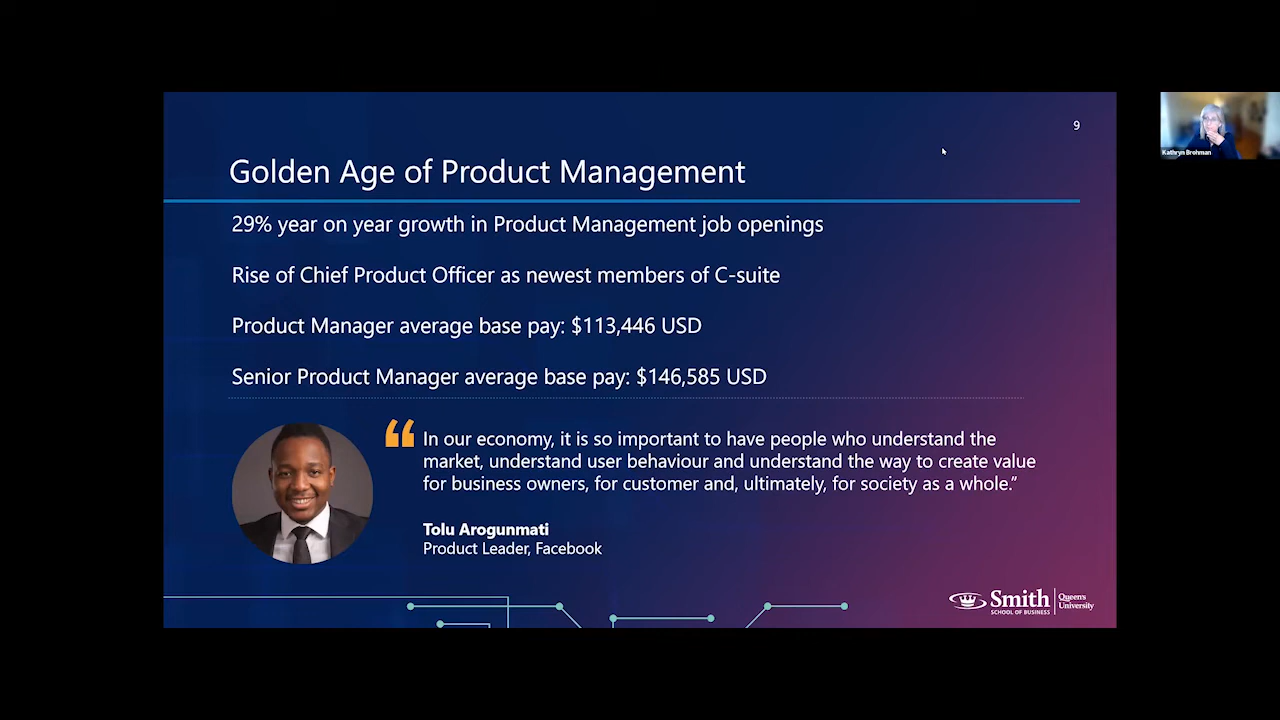 9
Golden Age of Product Management
29% year on year growth in Product Management job openings
Rise of Chief Product Officer as newest members of C-suite
Product Manager average base pay: $113,446 USD
Senior Product Manager average base pay: $146,585 USD
“ In our economy, it is so important to have people who understand the
market, understand user behaviour and understand the way to create value
for business owners, for customer and, ultimately, for society as a whole.”
Tolu Arogunmati
Product Leader, Facebook
Smith
SCHOOL OF BUSINESS
Queen's
University
Kathryn Brohman